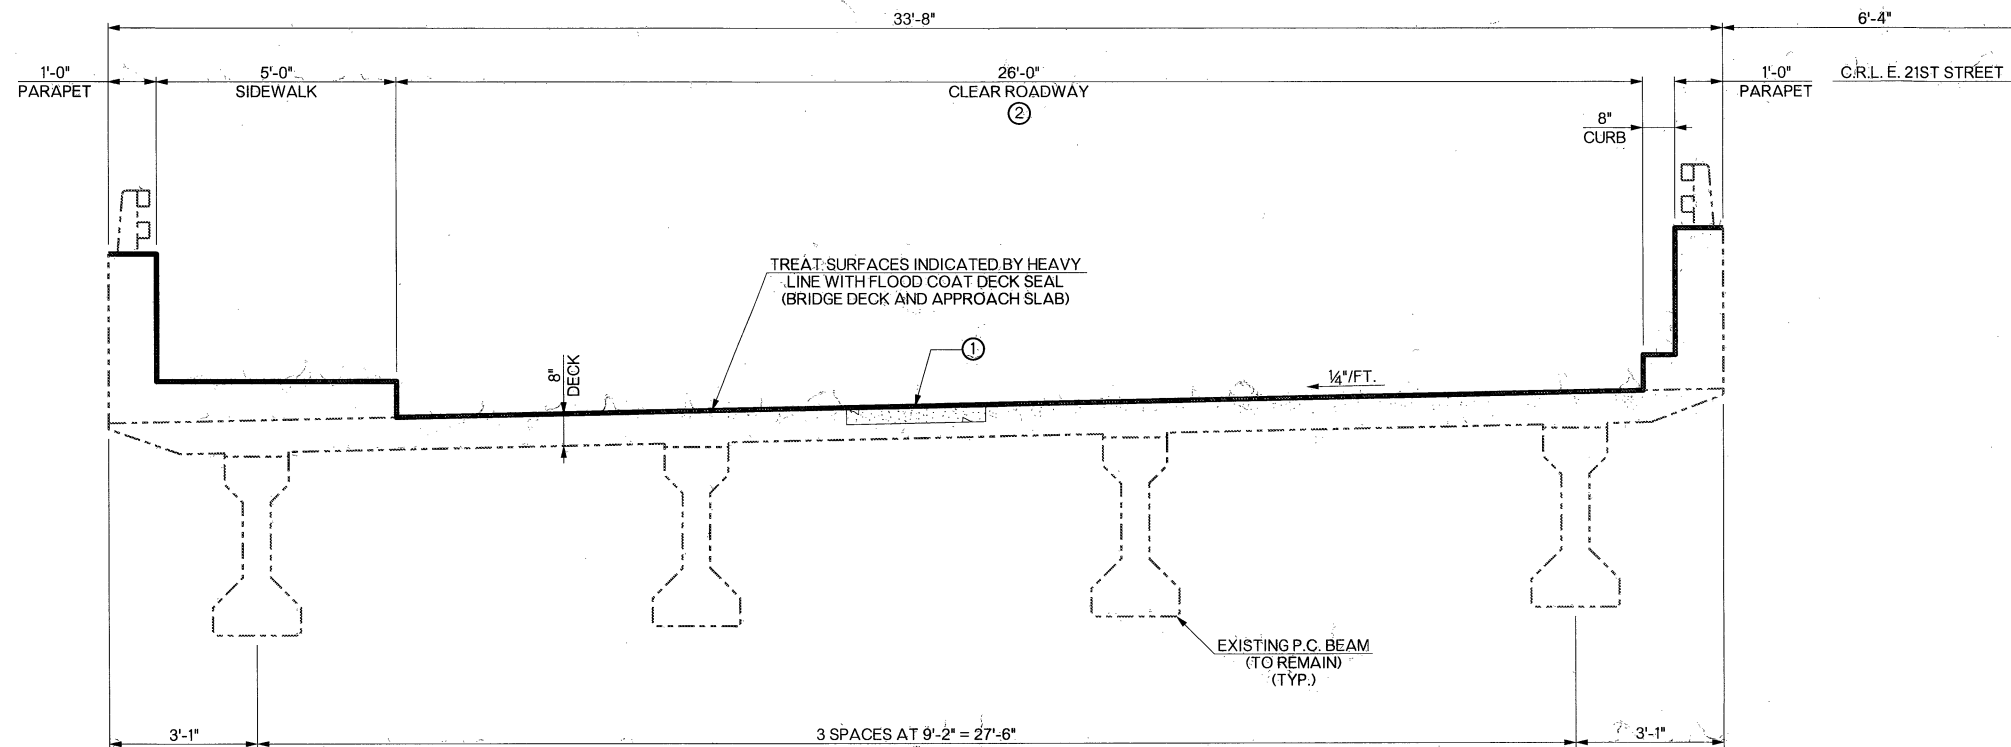 33'-8"
6'-4"
1'-0"
PARAPET
5'-0"
SIDEWALK
26'-0"
CLEAR ROADWAY
2
1'-0"
PARAPET
C.R.L. E. 21ST STREET
8"
CURB
TREAT SURFACES INDICATED BY HEAVY
LINE WITH FLOOD COAT DECK SEAL
(BRIDGE DECK AND APPROACH SLAB)
1
8"
DECK
¼"/FT.
EXISTING P.C. BEAM
(TO REMAIN)
(TYP.)
3'-1"
3 SPACES AT 9'-2" = 27'-6"
3'-1"